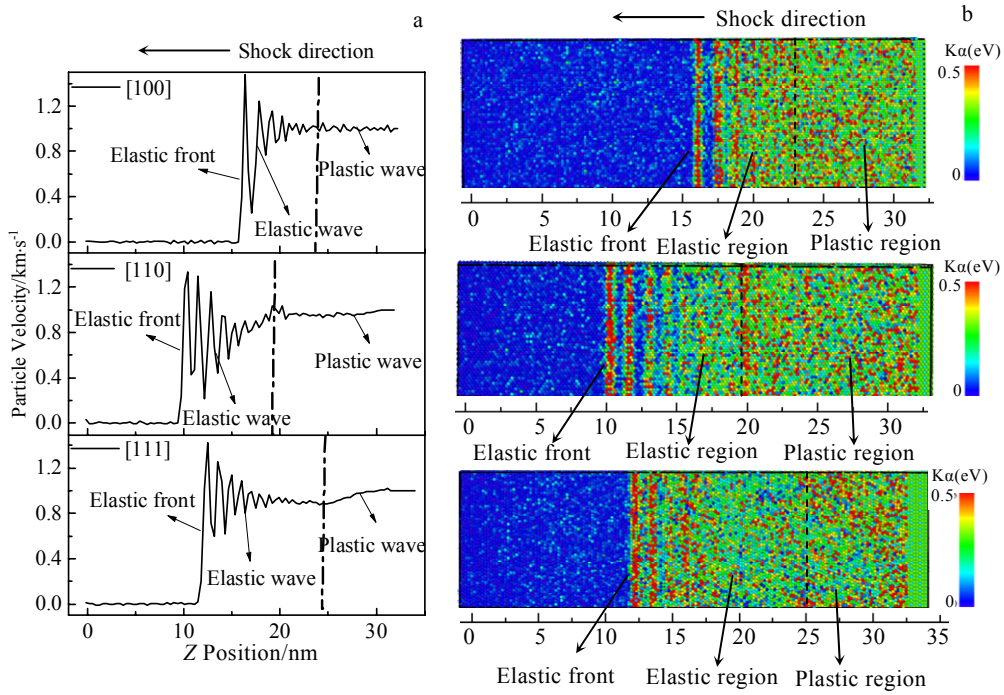 a
Shock direction
[100]
1.2
0.8
0.4
0.0
Elastic front
Elastic wave
Plastic wave
[110]
1.2
0.8
0.4
0.0
Elastic front
Elastic wave
Plastic wave
[111]
1.2
0.8
0.4
0.0
Elastic front
Elastic wave
Plastic wave
Particle Velocity/km·s⁻¹
0 10 20 30
Z Position/nm
b
Shock direction
Kα(eV)
0.5
0
0 5 10 15 20 25 30
Elastic front
Elastic region
Plastic region
Kα(eV)
0.5
0
0 5 10 15 20 25 30
Elastic front
Elastic region
Plastic region
Kα(eV)
0.5
0
0 5 10 15 20 25 30 35
Elastic front
Elastic region
Plastic region